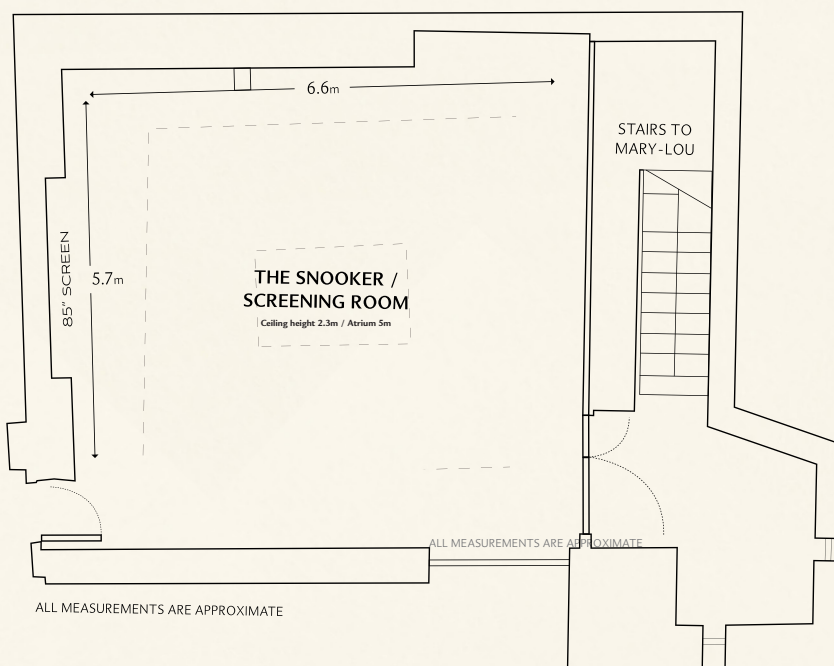 6.6m
STAIRS TO
MARY-LOU
85" SCREEN
5.7m
THE SNOOKER /
SCREENING ROOM
Ceiling height 2.3m / Atrium 5m
ALL MEASUREMENTS ARE APPROXIMATE
ALL MEASUREMENTS ARE APPROXIMATE